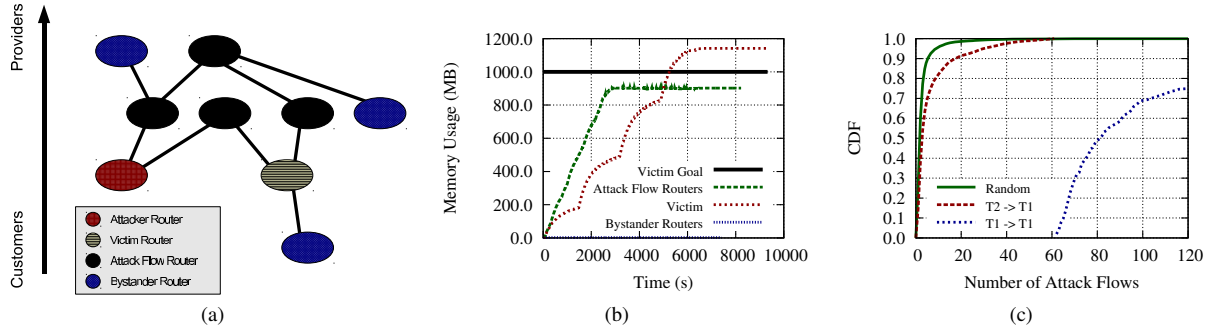 Providers
Customers
Attacker Router
Victim Router
Attack Flow Router
Bystander Router
(a)
Memory Usage (MB)
1200.0
1000.0
800.0
600.0
400.0
200.0
0.0
0 2000 4000 6000 8000 10000
Time (s)
Victim Goal
Attack Flow Routers
Victim
Bystander Routers
(b)
CDF
1.0
0.9
0.8
0.7
0.6
0.5
0.4
0.3
0.2
0.1
0.0
0 20 40 60 80 100 120
Number of Attack Flows
Random
T2 -> T1
T1 -> T1
(c)